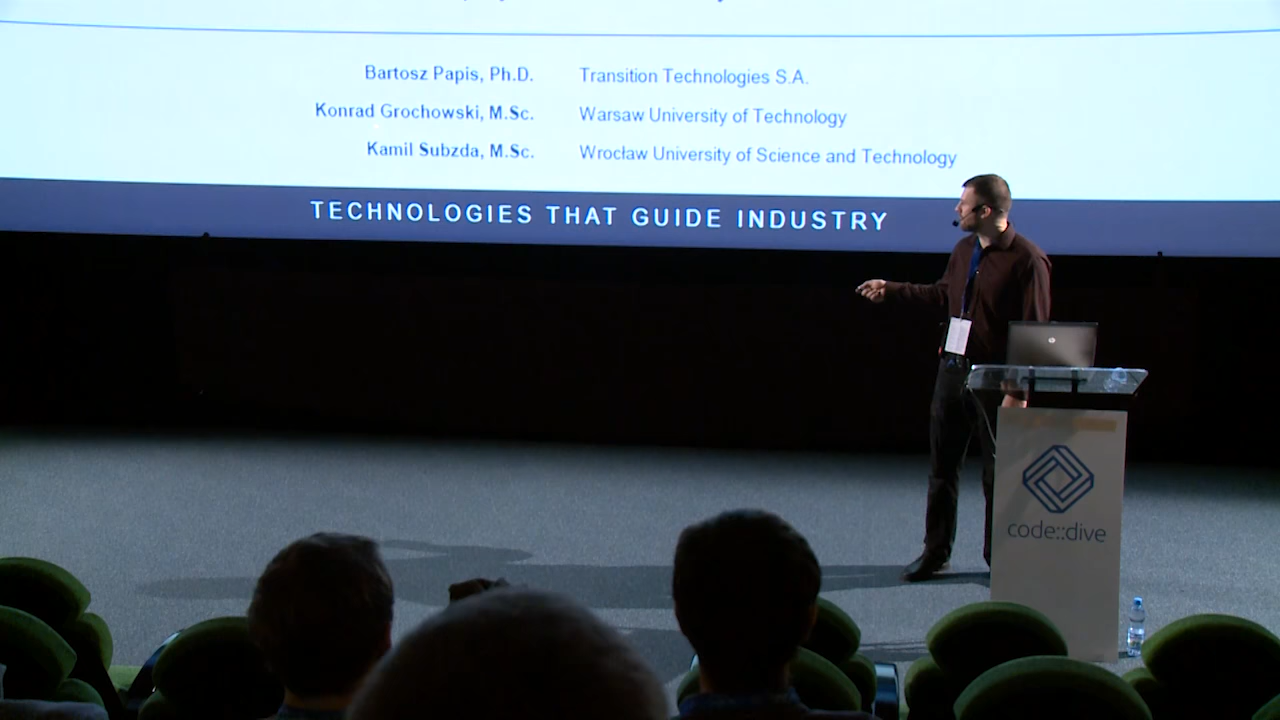 Bartosz Papis, Ph.D. Transition Technologies S.A.
Konrad Grochowski, M.Sc. Warsaw University of Technology
Kamil Subzda, M.Sc. Wrocław University of Science and Technology
TECHNOLOGIES THAT GUIDE INDUSTRY
code::dive